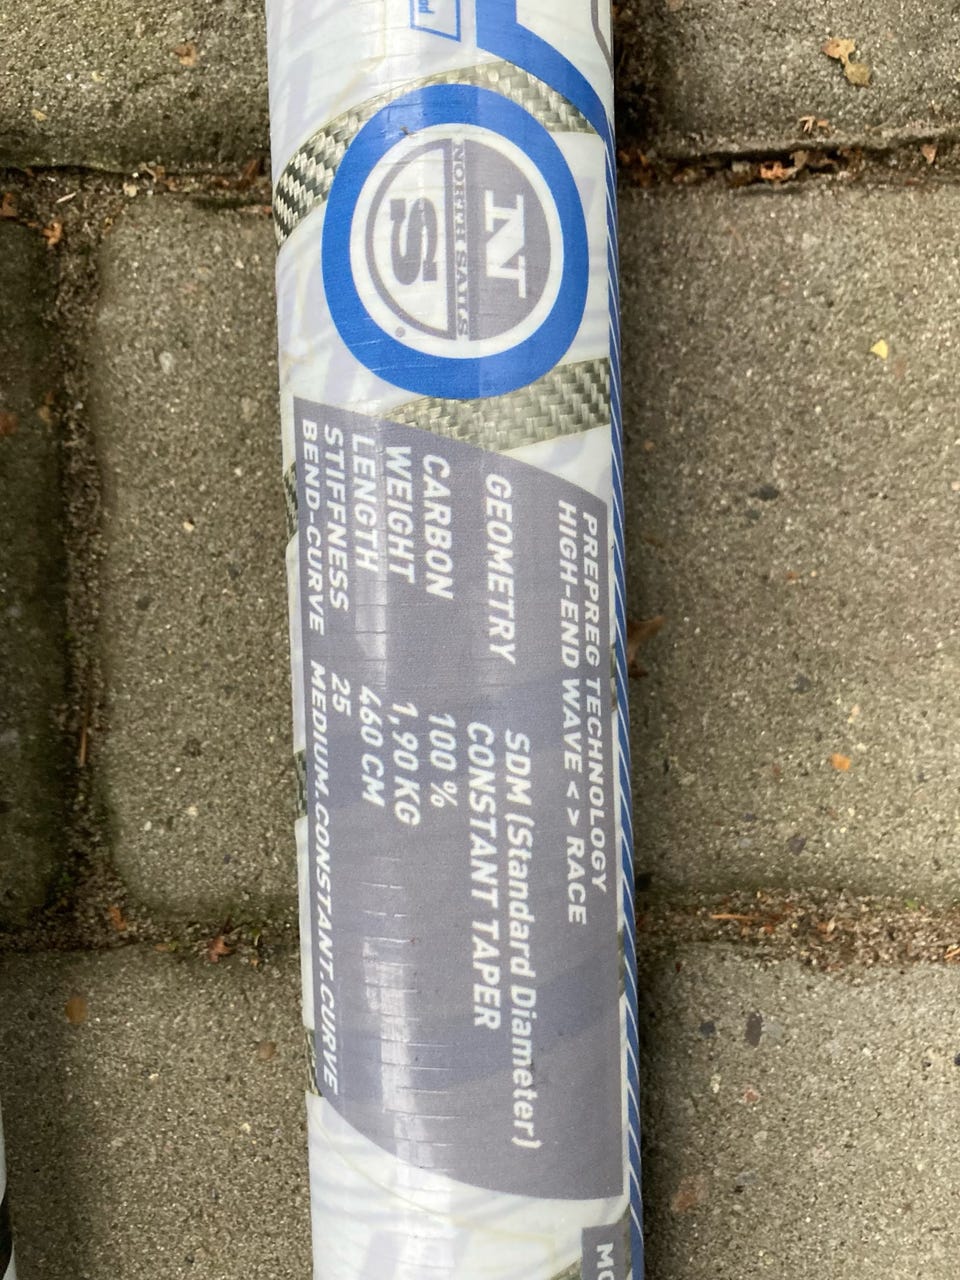 N
NORTH SAILS
S
®
PREPREG TECHNOLOGY
HIGH-END WAVE <> RACE
GEOMETRY SDM (Standard Diameter)
CONSTANT TAPER
CARBON 100 %
WEIGHT 1,90 KG
LENGTH 460 CM
STIFFNESS 25
BEND-CURVE MEDIUM.CONSTANT.CURVE